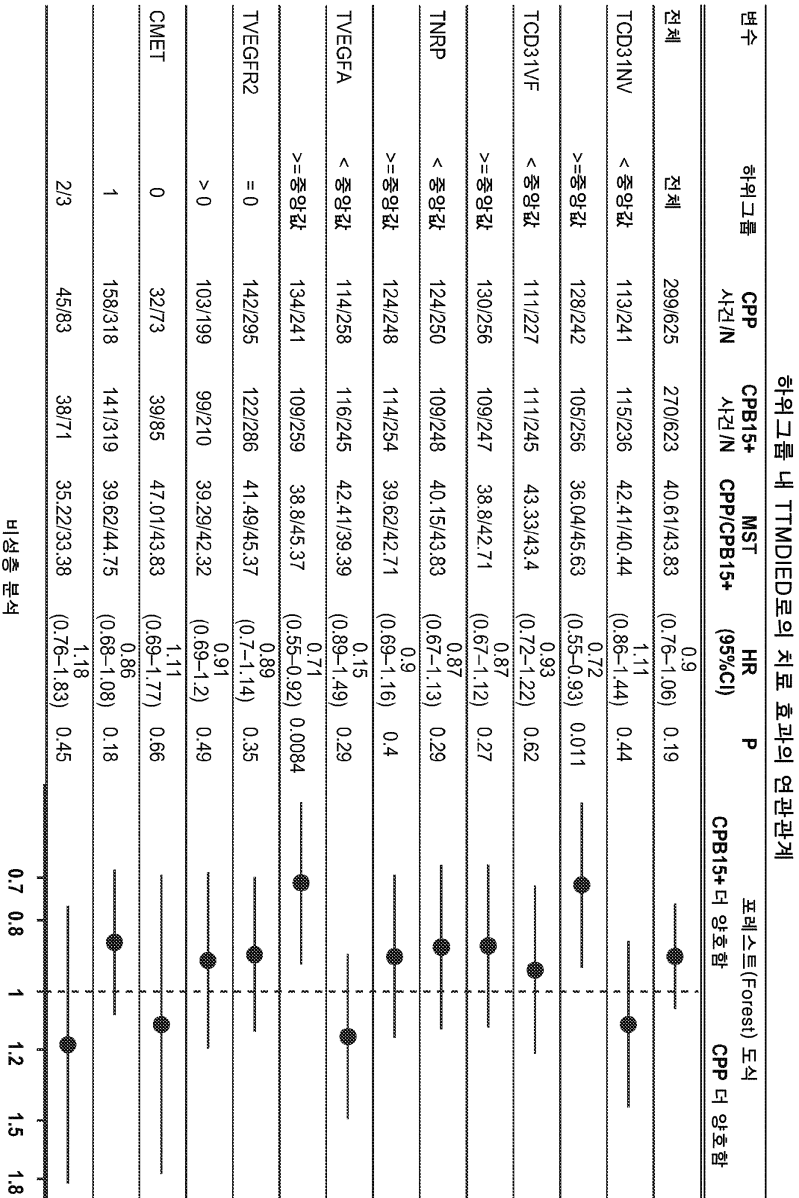 하위그룹 내 TTMDIED로의 치료 효과의 연관관계
변수 하위그룹 CPP 사건/N CPB15+ 사건/N MST CPP/CPB15+ HR (95%CI) P 포레스트(Forest) 도식
CPB15+ 더 양호함 CPP 더 양호함
전체 전체 299/625 270/623 40.61/43.83 0.9 (0.76–1.06) 0.19
TCD31NV < 중앙값 113/241 115/236 42.41/40.44 1.11 (0.86–1.44) 0.44
>=중앙값 128/242 105/256 36.04/45.63 0.72 (0.55–0.93) 0.011
TCD31VF < 중앙값 111/227 111/245 43.33/43.4 0.93 (0.72–1.22) 0.62
>=중앙값 130/256 109/247 38.8/42.71 0.87 (0.67–1.12) 0.27
TNRP < 중앙값 124/250 109/248 40.15/43.83 0.87 (0.67–1.13) 0.29
>=중앙값 124/248 114/254 39.62/42.71 0.9 (0.69–1.16) 0.4
TVEGFA < 중앙값 114/258 116/245 42.41/39.39 0.15 (0.89–1.49) 0.29
>=중앙값 134/241 109/259 38.8/45.37 0.71 (0.55–0.92) 0.0084
TVEGFR2 = 0 142/295 122/286 41.49/45.37 0.89 (0.7–1.14) 0.35
> 0 103/199 99/210 39.29/42.32 0.91 (0.69–1.2) 0.49
CMET 0 32/73 39/85 47.01/43.83 1.11 (0.69–1.77) 0.66
1 158/318 141/319 39.62/44.75 0.86 (0.68–1.08) 0.18
2/3 45/83 38/71 35.22/33.38 1.18 (0.76–1.83) 0.45
0.7 0.8 1 1.2 1.5 1.8
비성층 분석